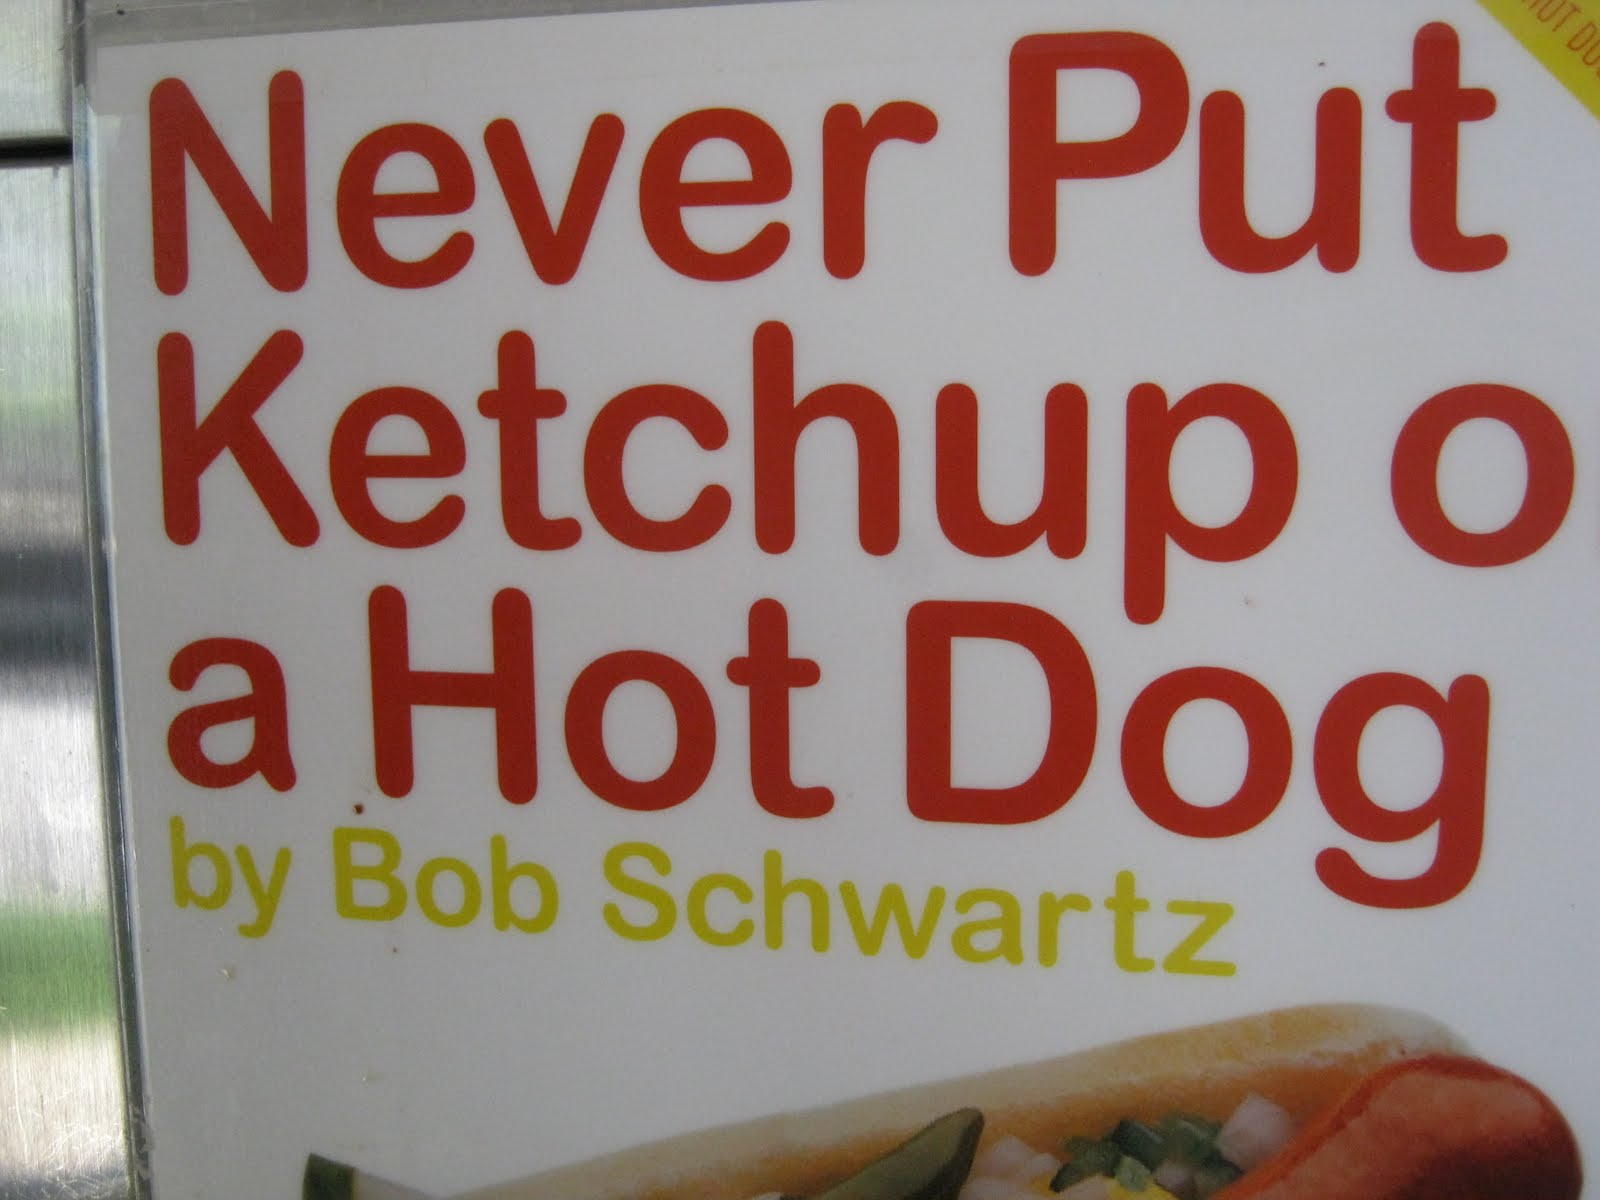 Never Put
Ketchup o
a Hot Dog
by Bob Schwartz